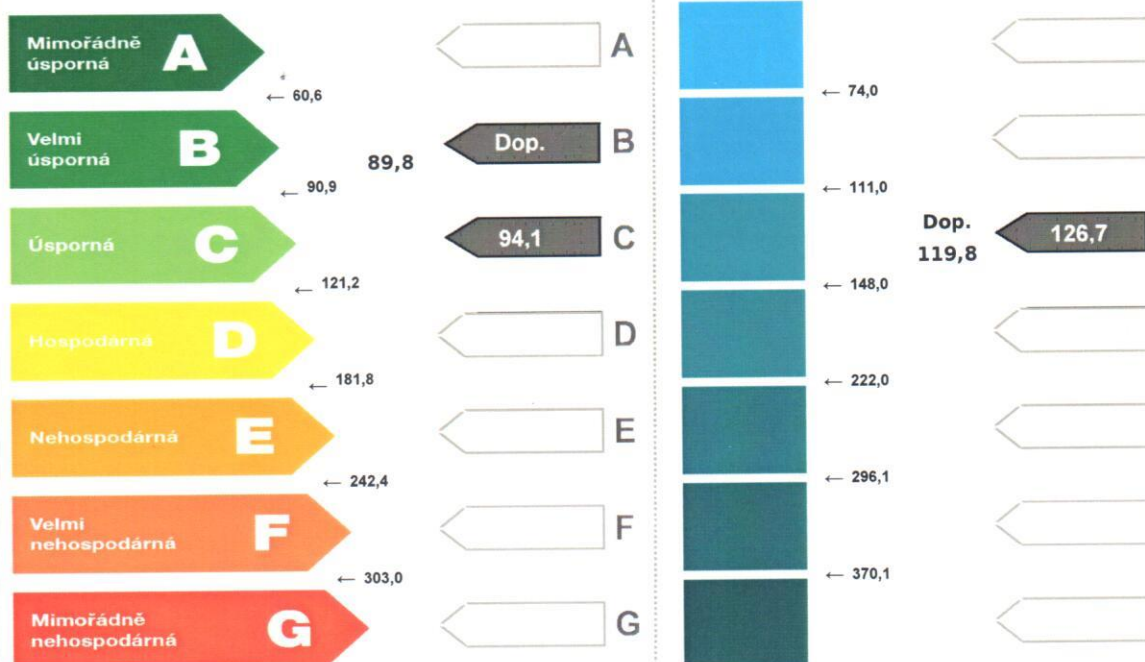 Mimořádně
úsporná
A
A
← 60,6
← 74,0
Velmi
úsporná
B
89,8
Dop.
B
← 90,9
← 111,0
Úsporná
C
94,1
C
Dop.
119,8
126,7
← 121,2
← 148,0
Hospodárná
D
D
← 181,8
← 222,0
Nehospodárná
E
E
← 242,4
← 296,1
Velmi
nehospodárná
F
F
← 303,0
← 370,1
Mimořádně
nehospodárná
G
G